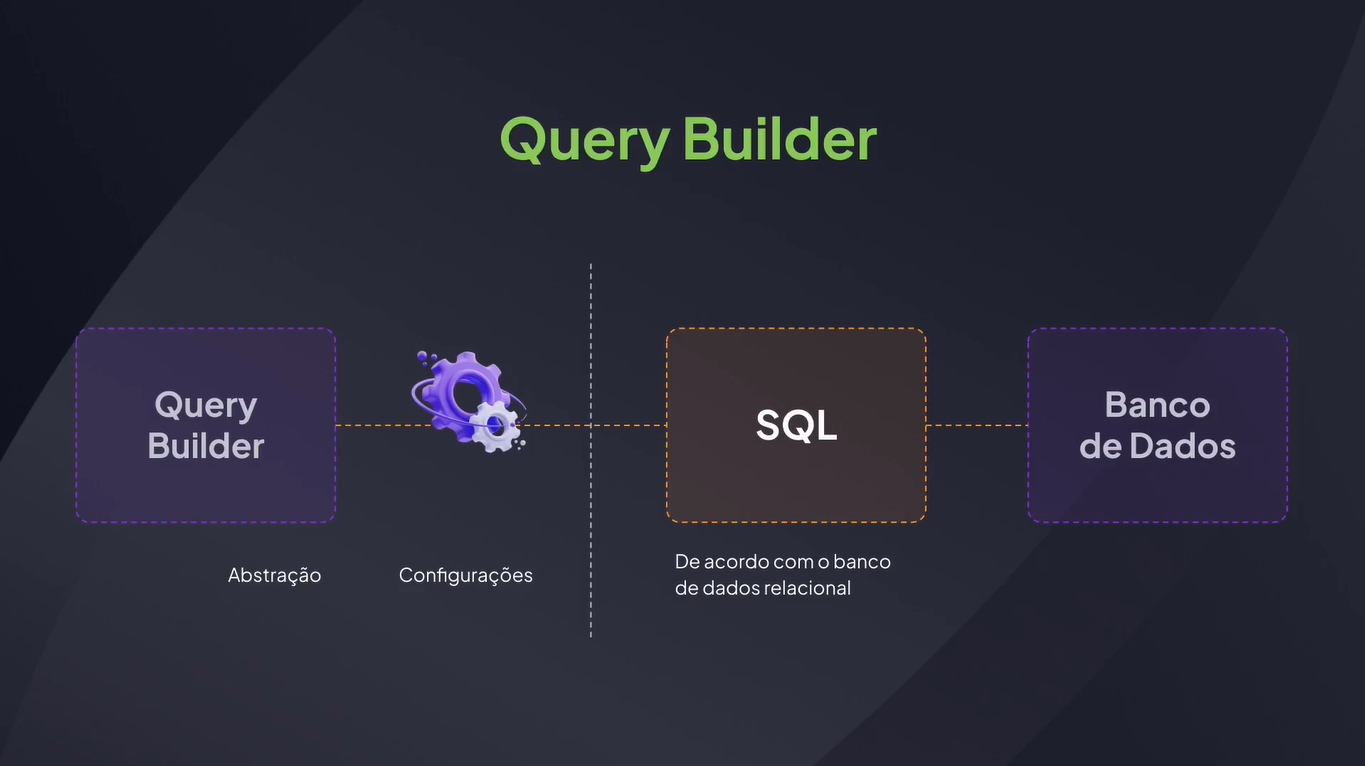 Query Builder
Query
Builder
SQL
Banco
de Dados
Abstração
Configurações
De acordo com o banco
de dados relacional